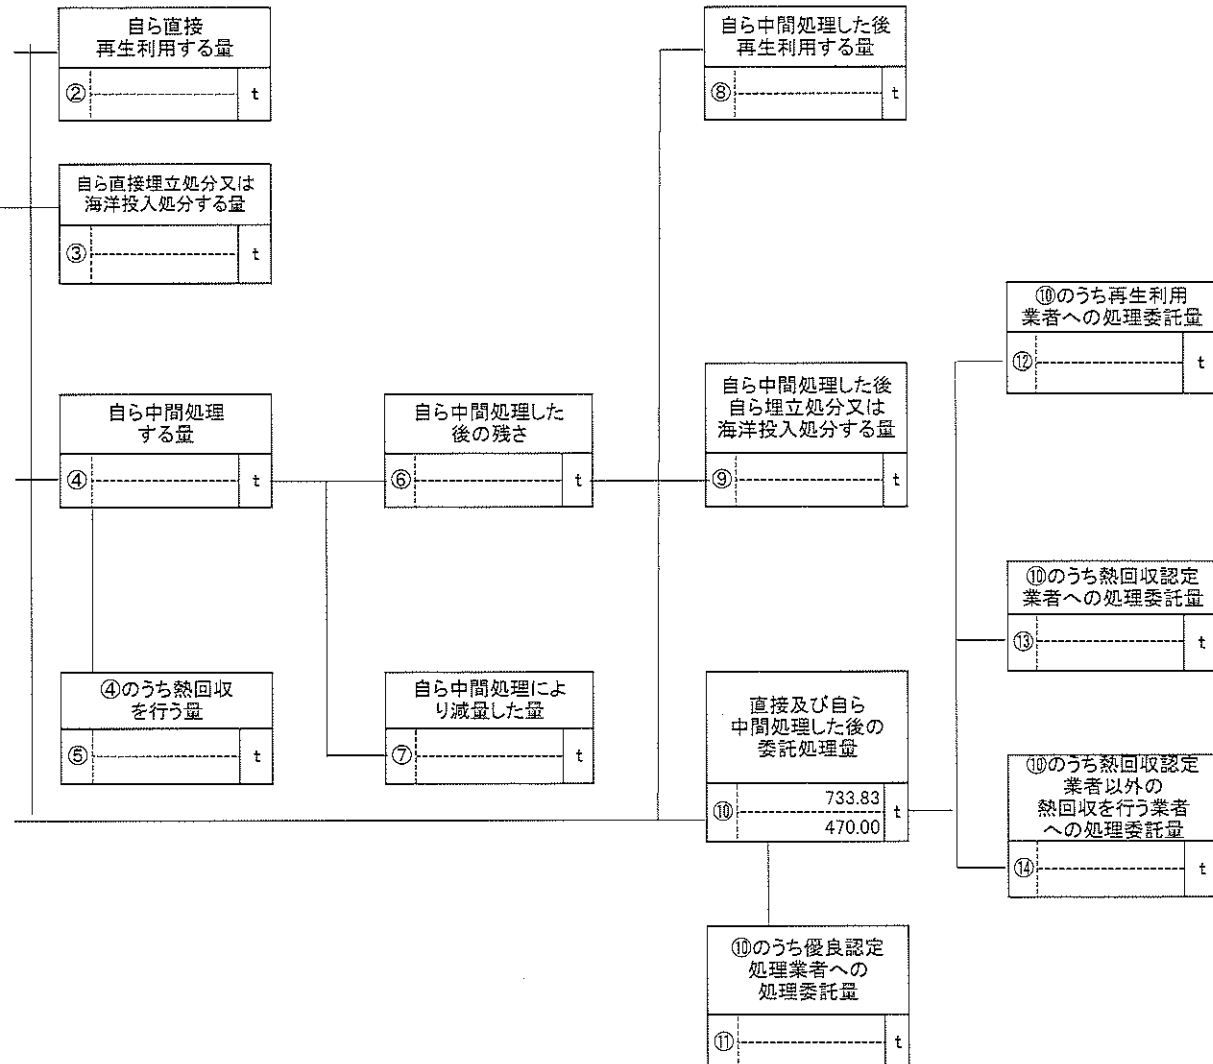 自ら直接
再生利用する量
② t
自ら中間処理した後
再生利用する量
⑧ t
自ら直接埋立処分又は
海洋投入処分する量
③ t
⑩のうち再生利用
業者への処理委託量
⑫ t
自ら中間処理
する量
④ t
自ら中間処理した
後の残さ
⑥ t
自ら中間処理した後
自ら埋立処分又は
海洋投入処分する量
⑨ t
⑩のうち熱回収認定
業者への処理委託量
⑬ t
④のうち熱回収
を行う量
⑤ t
自ら中間処理によ
り減量した量
⑦ t
直接及び自ら
中間処理した後の
委託処理量
733.83
⑩ t
470.00
⑩のうち熱回収認定
業者以外の
熱回収を行う業者
への処理委託量
⑭ t
⑩のうち優良認定
処理業者への
処理委託量
⑪ t